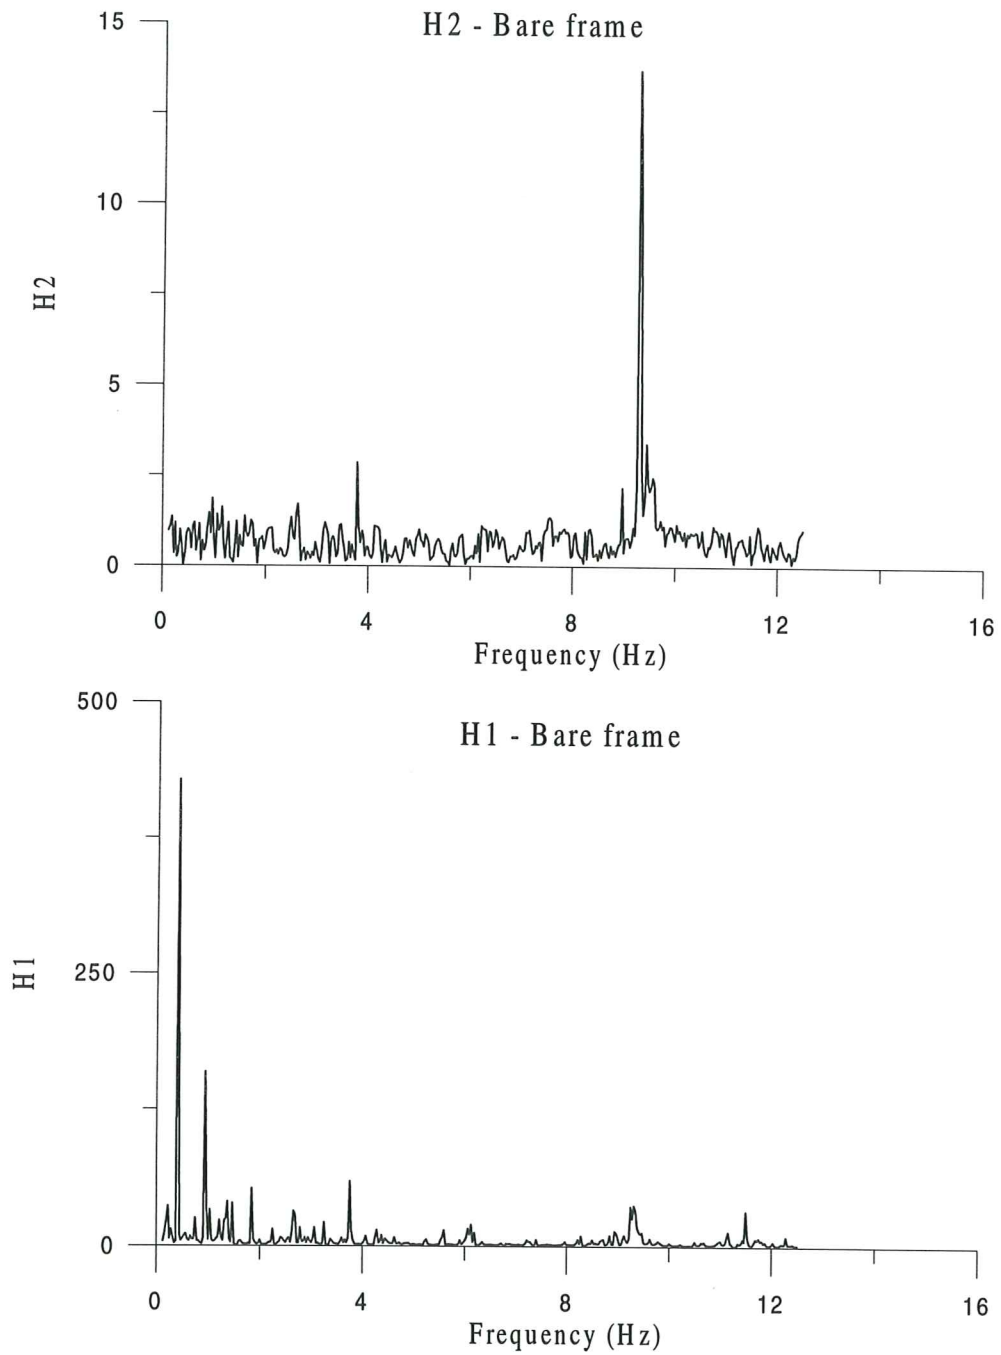 H2 - Bare frame
15
10
5
0
H2
0 4 8 12 16
Frequency (Hz)
H1 - Bare frame
500
250
0
H1
0 4 8 12 16
Frequency (Hz)